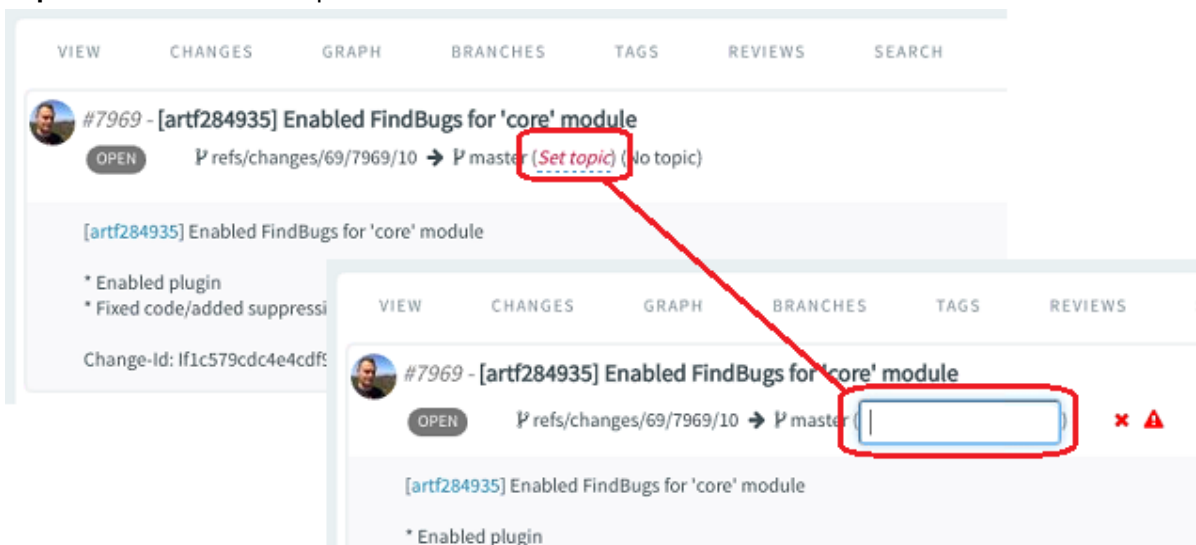 VIEW CHANGES GRAPH BRANCHES TAGS REVIEWS SEARCH
#7969 - [artf284935] Enabled FindBugs for 'core' module
OPEN refs/changes/69/7969/10 → master (Set topic) (No topic)
[artf284935] Enabled FindBugs for 'core' module
* Enabled plugin
* Fixed code/added suppressi
Change-Id: If1c579cdc4e4cdf9
VIEW CHANGES GRAPH BRANCHES TAGS REVIEWS
#7969 - [artf284935] Enabled FindBugs for 'core' module
OPEN refs/changes/69/7969/10 → master ( )
[artf284935] Enabled FindBugs for 'core' module
* Enabled plugin